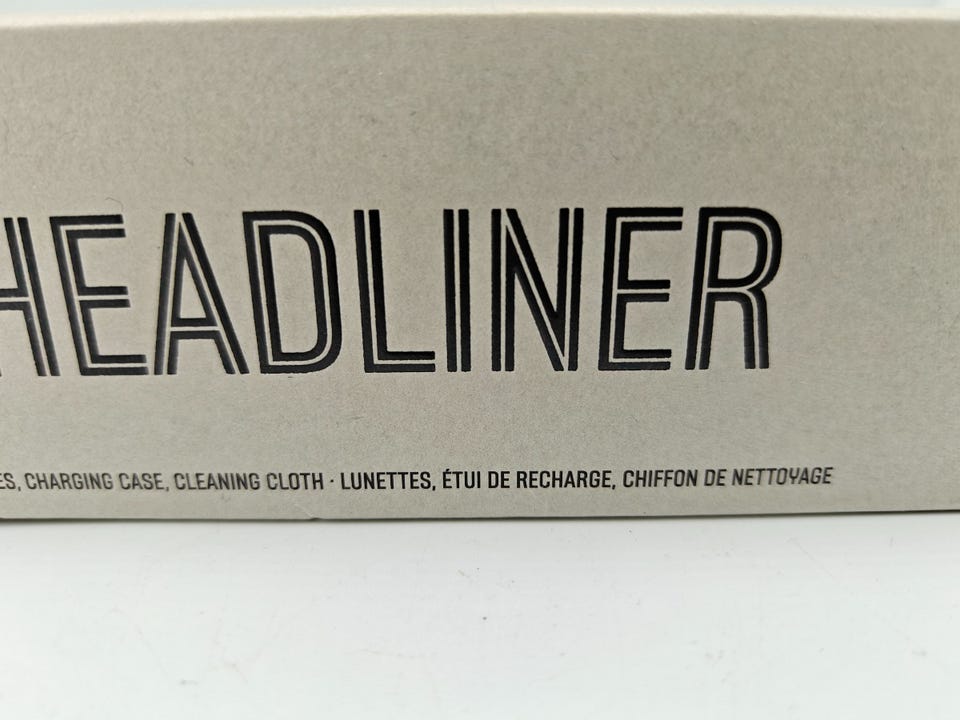 HEADLINER
ES, CHARGING CASE, CLEANING CLOTH · LUNETTES, ÉTUI DE RECHARGE, CHIFFON DE NETTOYAGE